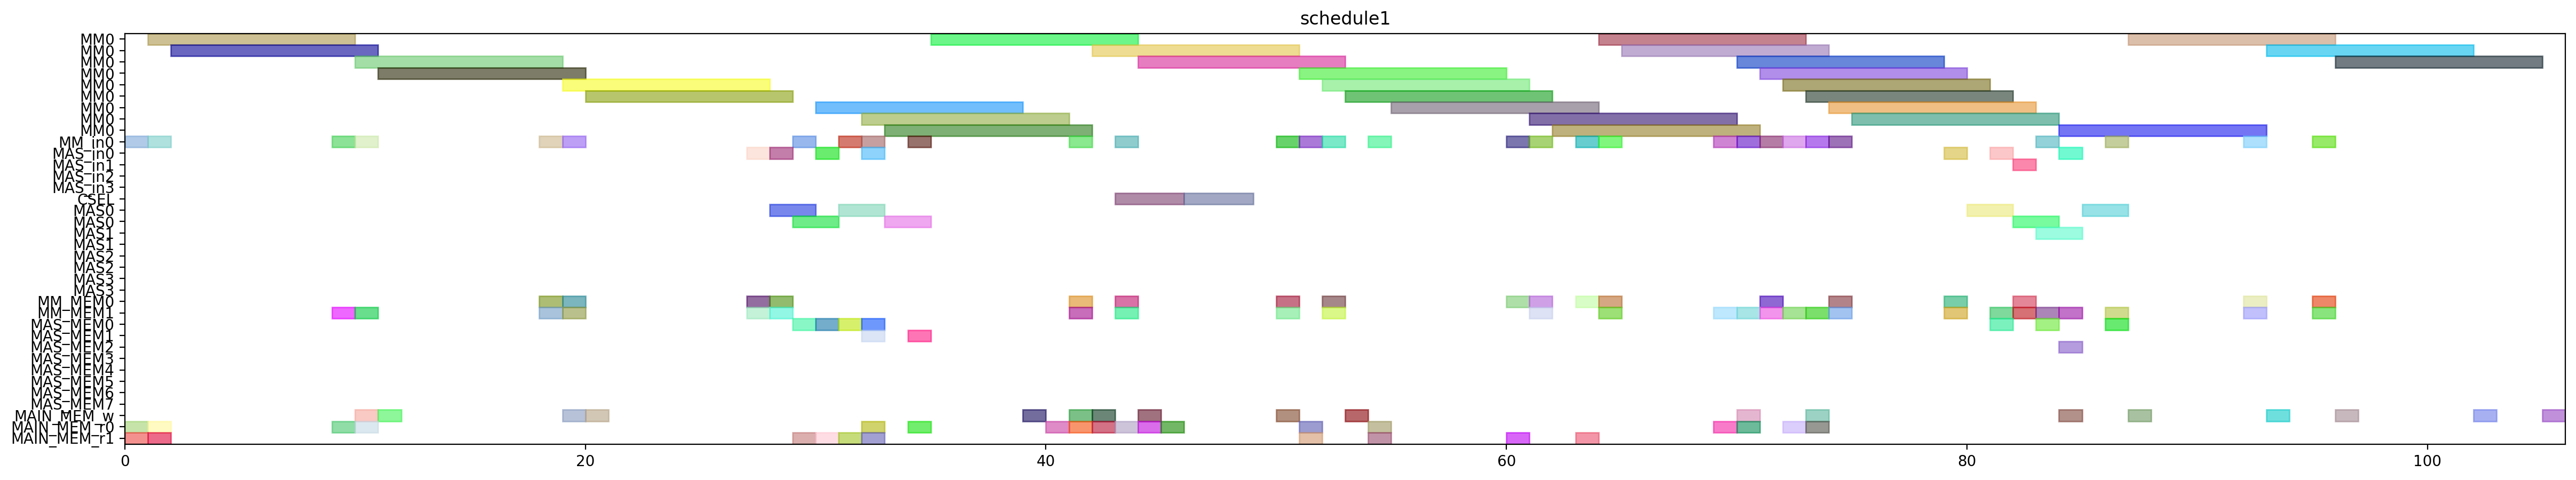 schedule1
MM0
MM0
MM0
MM0
MM0
MM0
MM0
MM0
MM0
MM_in0
MAS_in0
MAS_in1
MAS_in2
MAS_in3
CSEL
MAS0
MAS0
MAS1
MAS1
MAS2
MAS2
MAS3
MAS3
MM_MEM0
MM_MEM1
MAS_MEM0
MAS_MEM1
MAS_MEM2
MAS_MEM3
MAS_MEM4
MAS_MEM5
MAS_MEM6
MAS_MEM7
MAIN_MEM_w
MAIN_MEM_r0
MAIN_MEM_r1
0 20 40 60 80 100